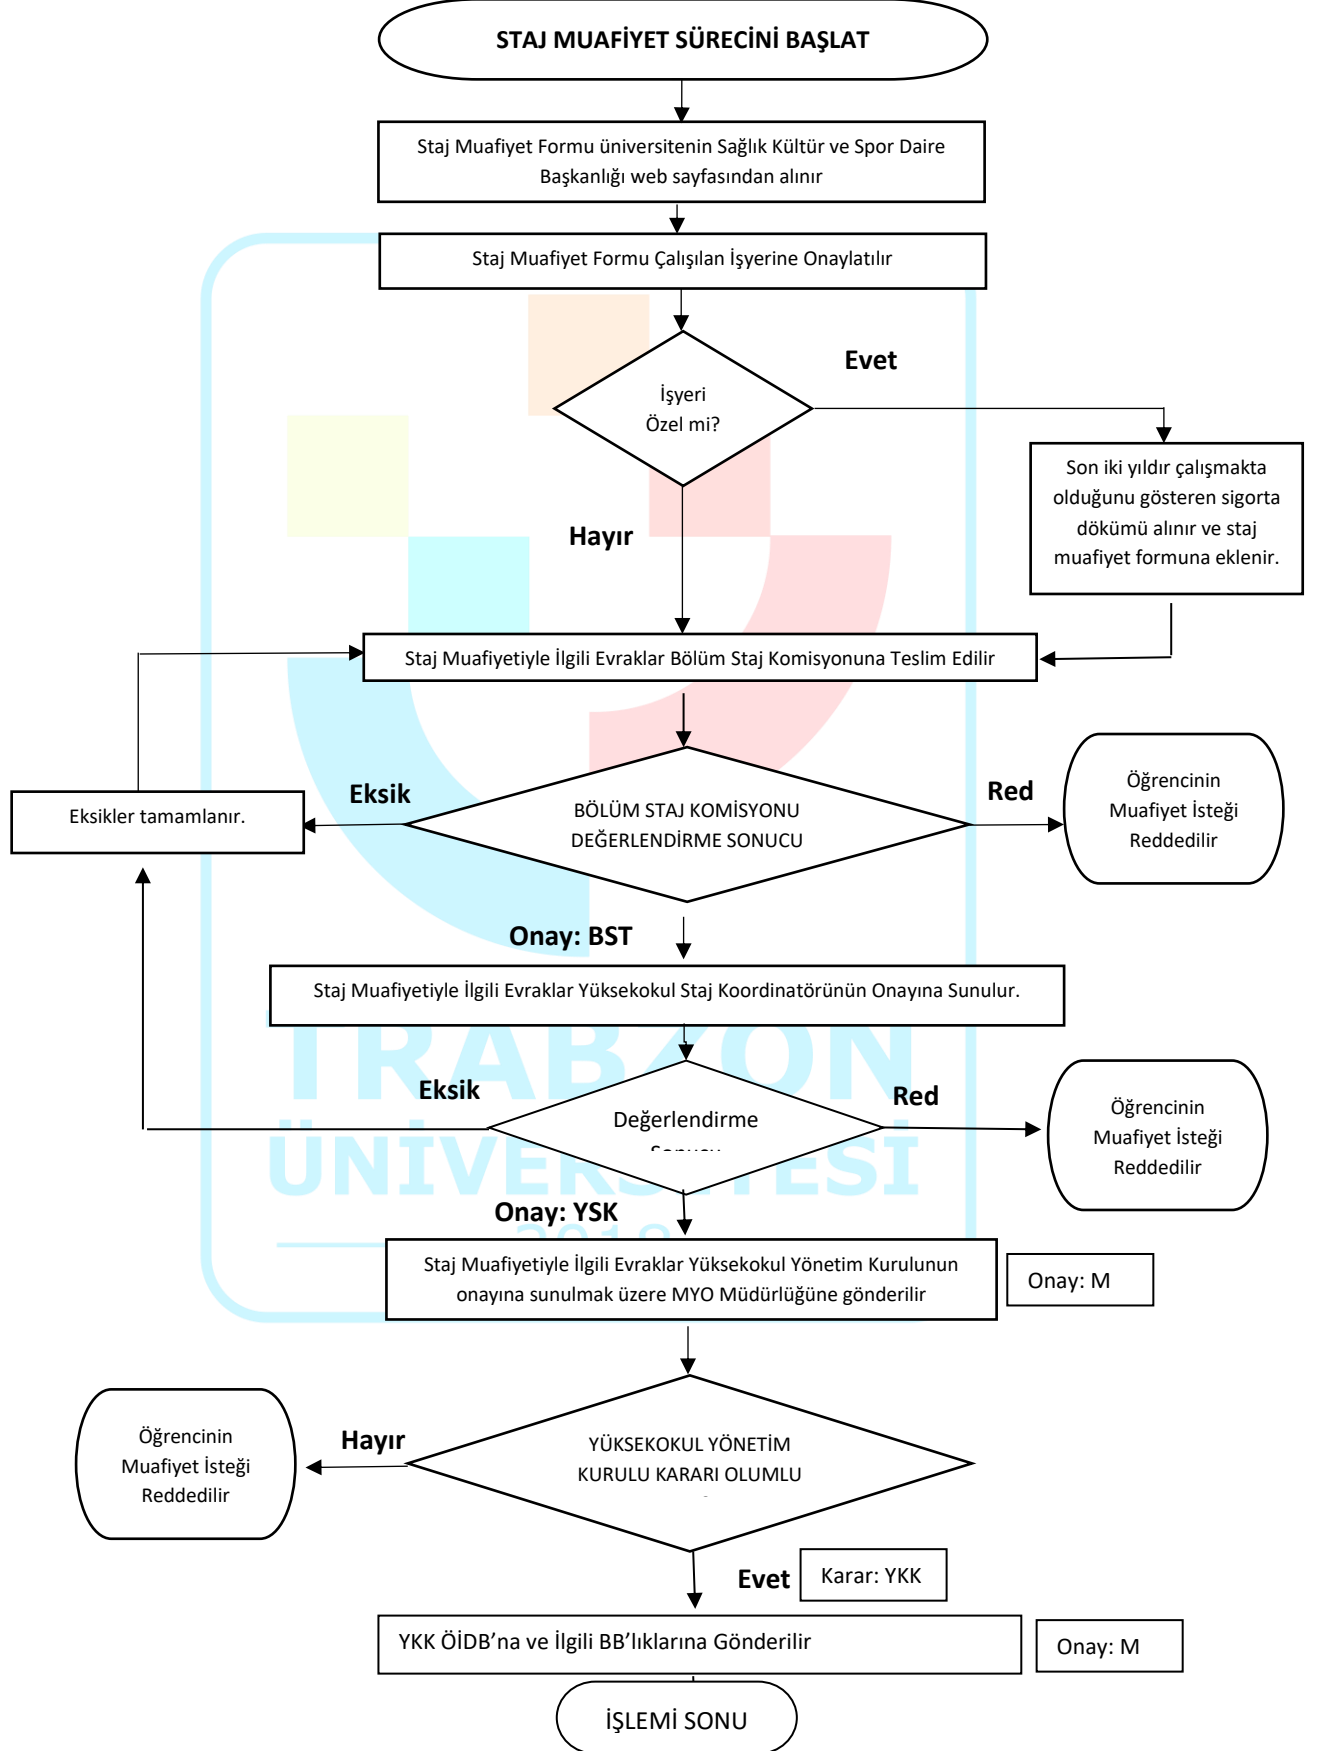 STAJ MUAFİYET SÜRECİNİ BAŞLAT
Staj Muafiyet Formu üniversitenin Sağlık Kültür ve Spor Daire
Başkanlığı web sayfasından alınır
Staj Muafiyet Formu Çalışılan İşyerine Onaylatılır
Evet
İşyeri
Özel mi?
Son iki yıldır çalışmakta
olduğunu gösteren sigorta
dökümü alınır ve staj
muafiyet formuna eklenir.
Hayır
Staj Muafiyetiyle İlgili Evraklar Bölüm Staj Komisyonuna Teslim Edilir
Eksik
Red
Öğrencinin
Muafiyet İsteği
Reddedilir
Eksikler tamamlanır.
BÖLÜM STAJ KOMİSYONU
DEĞERLENDİRME SONUCU
Onay: BST
Staj Muafiyetiyle İlgili Evraklar Yüksekokul Staj Koordinatörünün Onayına Sunulur.
TRABZON
ÜNİVERSİTESİ
2018
Eksik
Red
Değerlendirme
Sonucu
Öğrencinin
Muafiyet İsteği
Reddedilir
Onay: YSK
Staj Muafiyetiyle İlgili Evraklar Yüksekokul Yönetim Kurulunun
onayına sunulmak üzere MYO Müdürlüğüne gönderilir
Onay: M
Öğrencinin
Muafiyet İsteği
Reddedilir
Hayır
YÜKSEKOKUL YÖNETİM
KURULU KARARI OLUMLU
Evet
Karar: YKK
YKK ÖİDB’na ve İlgili BB’lıklarına Gönderilir
Onay: M
İŞLEMİ SONU